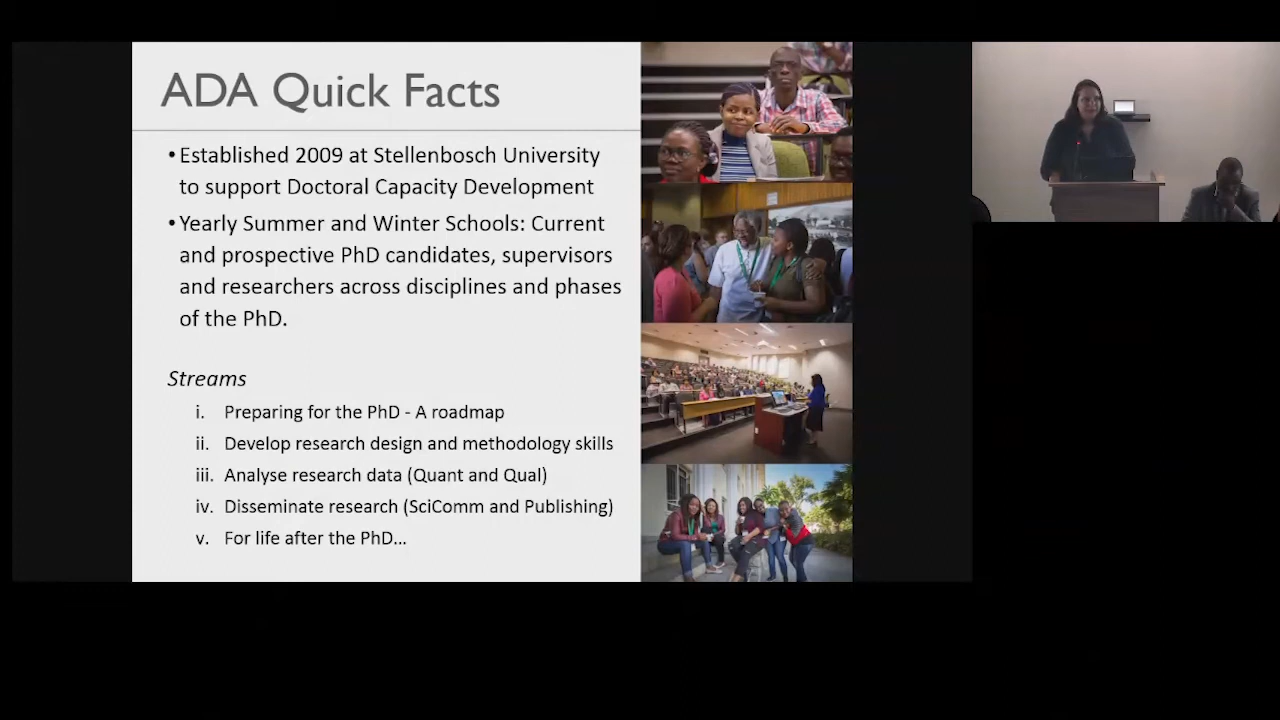 ADA Quick Facts
•Established 2009 at Stellenbosch University
to support Doctoral Capacity Development
•Yearly Summer and Winter Schools: Current
and prospective PhD candidates, supervisors
and researchers across disciplines and phases
of the PhD.
Streams
i. Preparing for the PhD - A roadmap
ii. Develop research design and methodology skills
iii. Analyse research data (Quant and Qual)
iv. Disseminate research (SciComm and Publishing)
v. For life after the PhD...